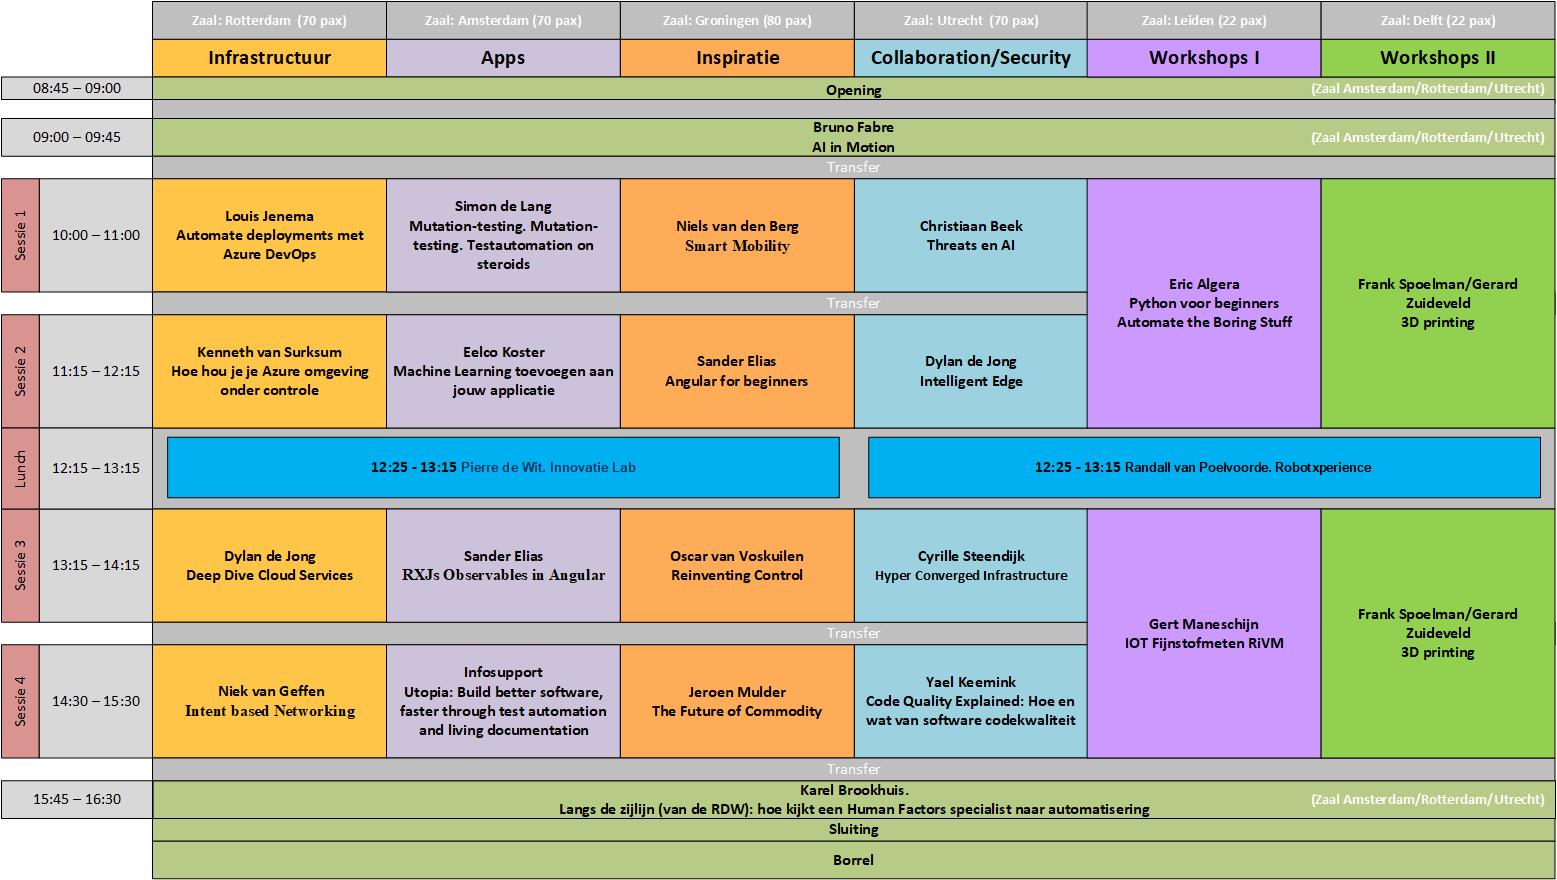 Zaal: Rotterdam (70 pax)
Zaal: Amsterdam (70 pax)
Zaal: Groningen (80 pax)
Zaal: Utrecht (70 pax)
Zaal: Leiden (22 pax)
Zaal: Delft (22 pax)
Infrastructuur
Apps
Inspiratie
Collaboration/Security
Workshops I
Workshops II
08:45 – 09:00
Opening
(Zaal Amsterdam/Rotterdam/Utrecht)
09:00 – 09:45
Bruno Fabre
AI in Motion
(Zaal Amsterdam/Rotterdam/Utrecht)
Transfer
Sessie 1
10:00 – 11:00
Louis Jenema
Automate deployments met
Azure DevOps
Simon de Lang
Mutation-testing. Mutation-
testing. Testautomation on
steroids
Niels van den Berg
Smart Mobility
Christiaan Beek
Threats en AI
Eric Algera
Python voor beginners
Automate the Boring Stuff
Frank Spoelman/Gerard
Zuideveld
3D printing
Transfer
Sessie 2
11:15 – 12:15
Kenneth van Surksum
Hoe hou je je Azure omgeving
onder controle
Eelco Koster
Machine Learning toevoegen aan
jouw applicatie
Sander Elias
Angular for beginners
Dylan de Jong
Intelligent Edge
Lunch
12:15 – 13:15
12:25 - 13:15 Pierre de Wit. Innovatie Lab
12:25 - 13:15 Randall van Poelvoorde. Robotxperience
Sessie 3
13:15 – 14:15
Dylan de Jong
Deep Dive Cloud Services
Sander Elias
RXJs Observables in Angular
Oscar van Voskuilen
Reinventing Control
Cyrille Steendijk
Hyper Converged Infrastructure
Gert Maneschijn
IOT Fijnstofmeten RiVM
Frank Spoelman/Gerard
Zuideveld
3D printing
Transfer
Sessie 4
14:30 – 15:30
Niek van Geffen
Intent based Networking
Infosupport
Utopia: Build better software,
faster through test automation
and living documentation
Jeroen Mulder
The Future of Commodity
Yael Keemink
Code Quality Explained: Hoe en
wat van software codekwaliteit
Transfer
15:45 – 16:30
Karel Brookhuis.
Langs de zijlijn (van de RDW): hoe kijkt een Human Factors specialist naar automatisering
(Zaal Amsterdam/Rotterdam/Utrecht)
Sluiting
Borrel